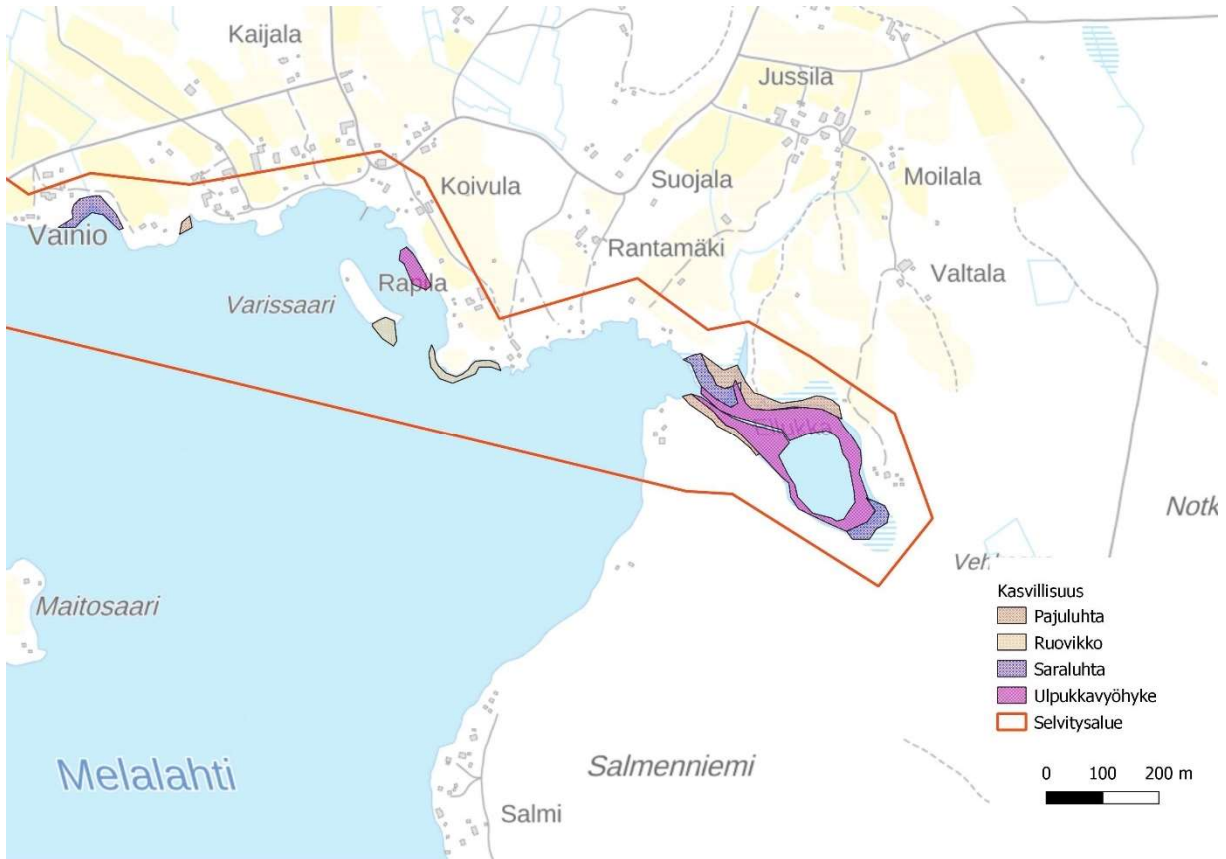 Kaijala
Jussila
Koivula
Suojala
Moilala
Vainio
Rantamäki
Valtala
Rapila
Varissaari
Ellukka
Notk
Maitosaari
Kasvillisuus
Pajuluhta
Ruovikko
Saraluhta
Ulpukkavyöhyke
Selvitysalue
Melalahti
Salmenniemi
0 100 200 m
Salmi